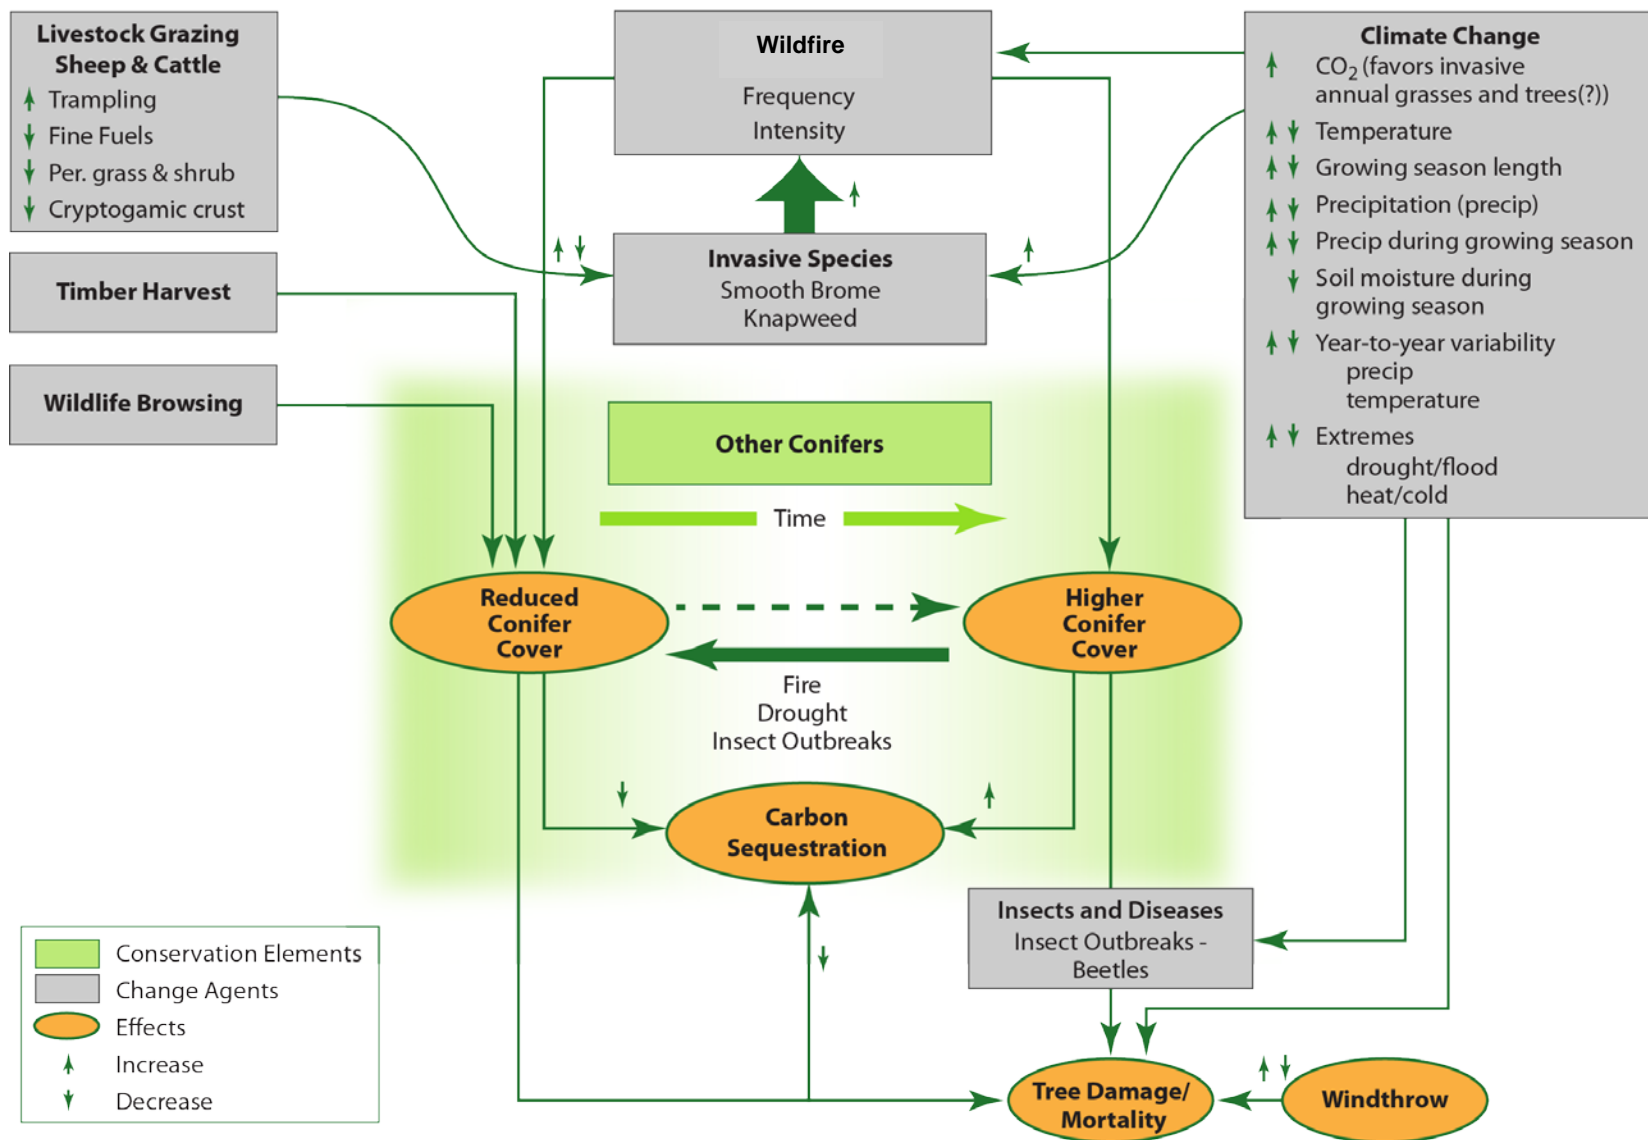 Livestock Grazing
Sheep & Cattle
Trampling
Fine Fuels
Per. grass & shrub
Cryptogamic crust
Timber Harvest
Wildlife Browsing
Wildfire
Frequency
Intensity
Invasive Species
Smooth Brome
Knapweed
Climate Change
CO₂ (favors invasive
annual grasses and trees(?))
Temperature
Growing season length
Precipitation (precip)
Precip during growing season
Soil moisture during
growing season
Year-to-year variability
precip
temperature
Extremes
drought/flood
heat/cold
Other Conifers
Time
Reduced
Conifer
Cover
Higher
Conifer
Cover
Fire
Drought
Insect Outbreaks
Carbon
Sequestration
Insects and Diseases
Insect Outbreaks -
Beetles
Tree Damage/
Mortality
Windthrow
Conservation Elements
Change Agents
Effects
Increase
Decrease